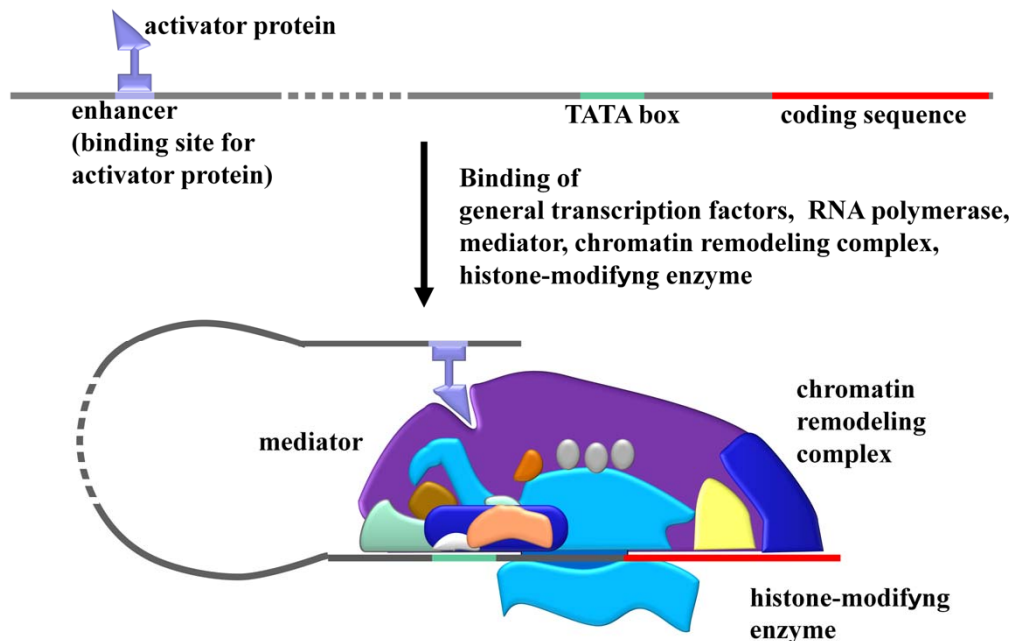 activator protein
enhancer
(binding site for
activator protein)
TATA box
coding sequence
Binding of
general transcription factors, RNA polymerase,
mediator, chromatin remodeling complex,
histone-modifyng enzyme
mediator
chromatin
remodeling
complex
histone-modifyng
enzyme